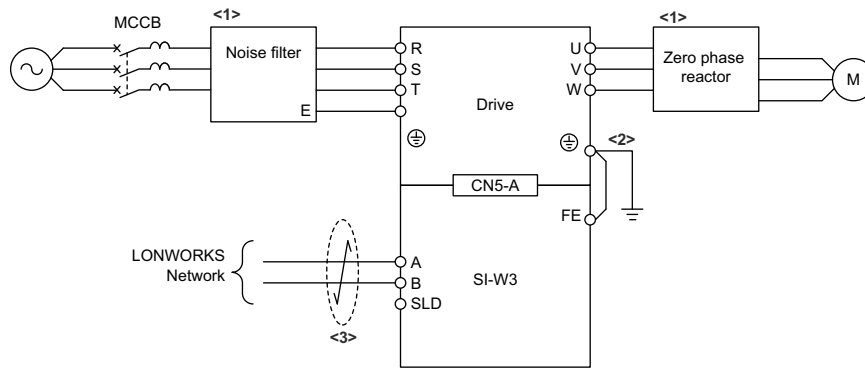 MCCB
<1>
Noise filter
E
R
S
T
Drive
U
V
W
<1>
Zero phase
reactor
M
<2>
CN5-A
FE
LONWORKS
Network
A
B
SLD
SI-W3
<3>